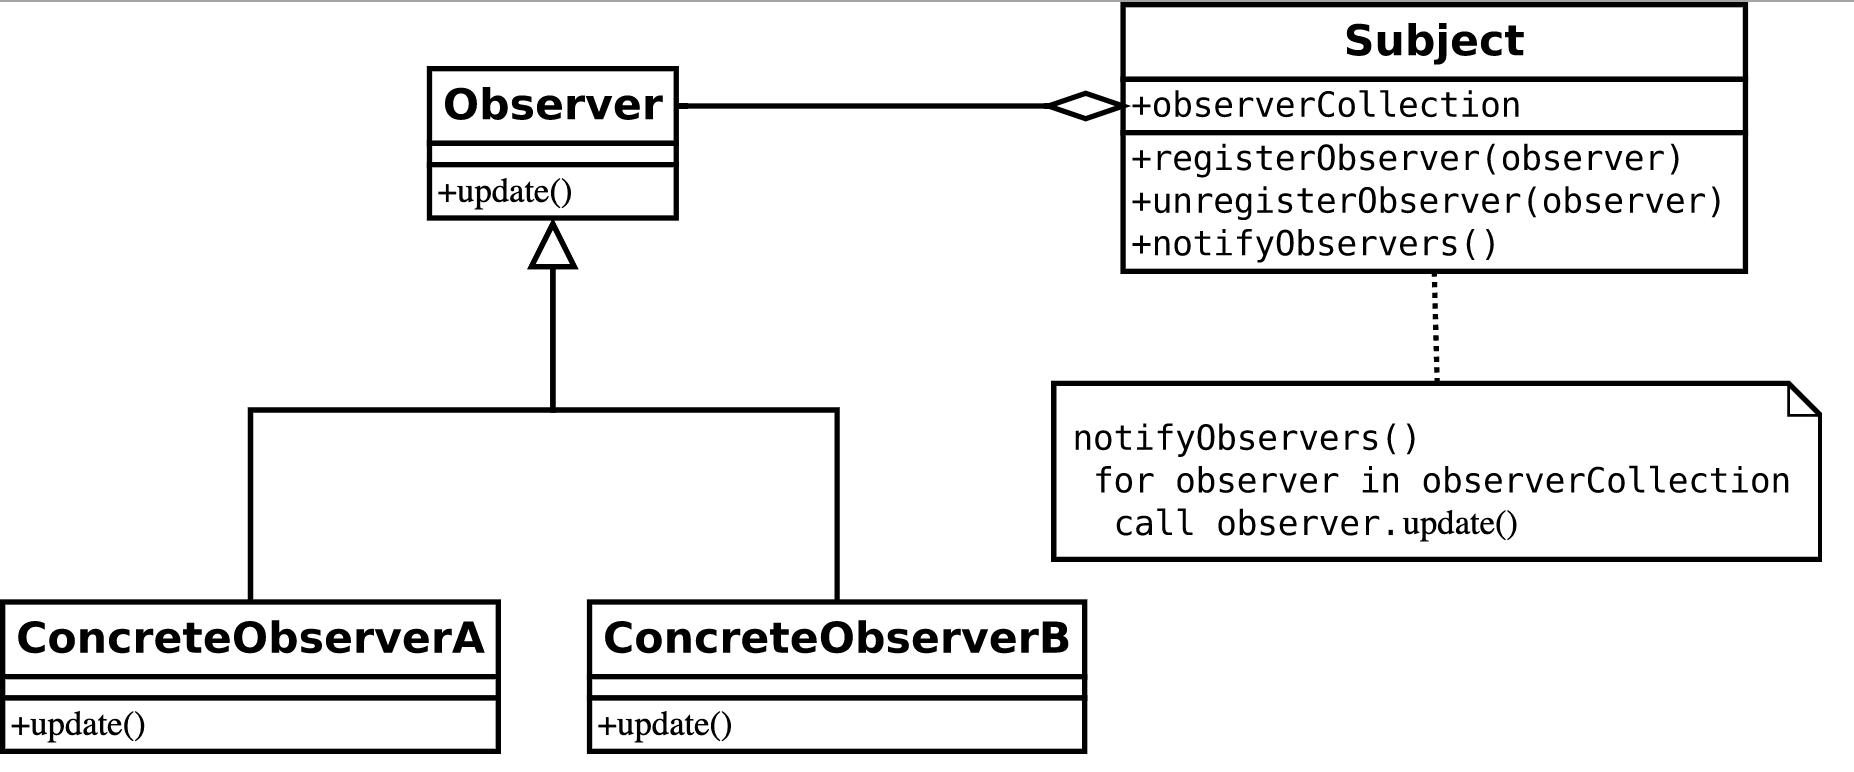 Observer
+update()
Subject
+observerCollection
+registerObserver(observer)
+unregisterObserver(observer)
+notifyObservers()
notifyObservers()
for observer in observerCollection
call observer.update()
ConcreteObserverA
+update()
ConcreteObserverB
+update()